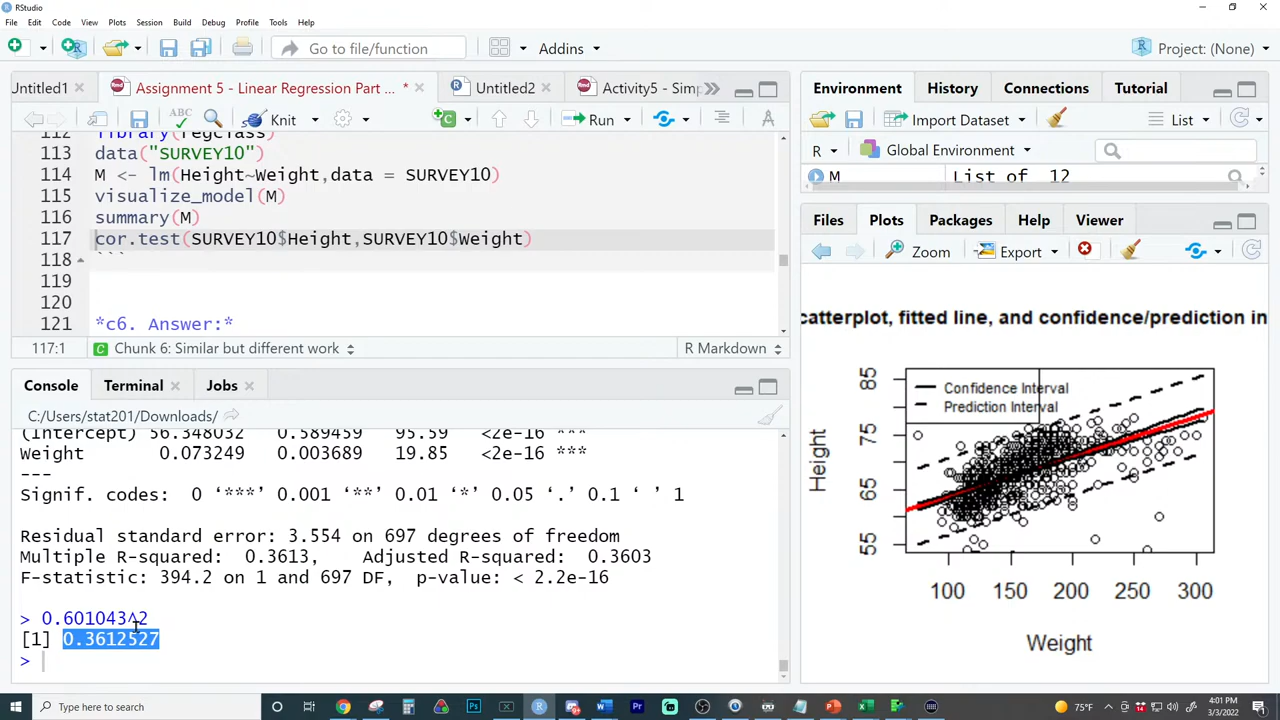 RStudio
File Edit Code View Plots Session Build Debug Profile Tools Help
Go to file/function
Addins
Project: (None)
Untitled1
Assignment 5 - Linear Regression Part ... *
Untitled2
Activity5 - Simp
Knit
Run
112 library(regclass)
113 data("SURVEY10")
114 M <- lm(Height~Weight,data = SURVEY10)
115 visualize_model(M)
116 summary(M)
117 cor.test(SURVEY10$Height,SURVEY10$Weight)
118 ```
119
120
121 *c6. Answer:*
117:1 Chunk 6: Similar but different work R Markdown
Console Terminal Jobs
C:/Users/stat201/Downloads/
(Intercept) 56.348032 0.589459 95.59 <2e-16 ***
Weight 0.073249 0.003689 19.85 <2e-16 ***
---
Signif. codes: 0 ‘***’ 0.001 ‘**’ 0.01 ‘*’ 0.05 ‘.’ 0.1 ‘ ’ 1
Residual standard error: 3.554 on 697 degrees of freedom
Multiple R-squared: 0.3613, Adjusted R-squared: 0.3603
F-statistic: 394.2 on 1 and 697 DF, p-value: < 2.2e-16
> 0.601043^2
[1] 0.3612527
>
Environment History Connections Tutorial
Import Dataset
List
R Global Environment
M List of 12
Files Plots Packages Help Viewer
Zoom Export
catterplot, fitted line, and confidence/prediction in
Confidence Interval
Prediction Interval
Height
85
75
65
55
100 150 200 250 300
Weight
Type here to search
75°F
4:01 PM
3/3/2022